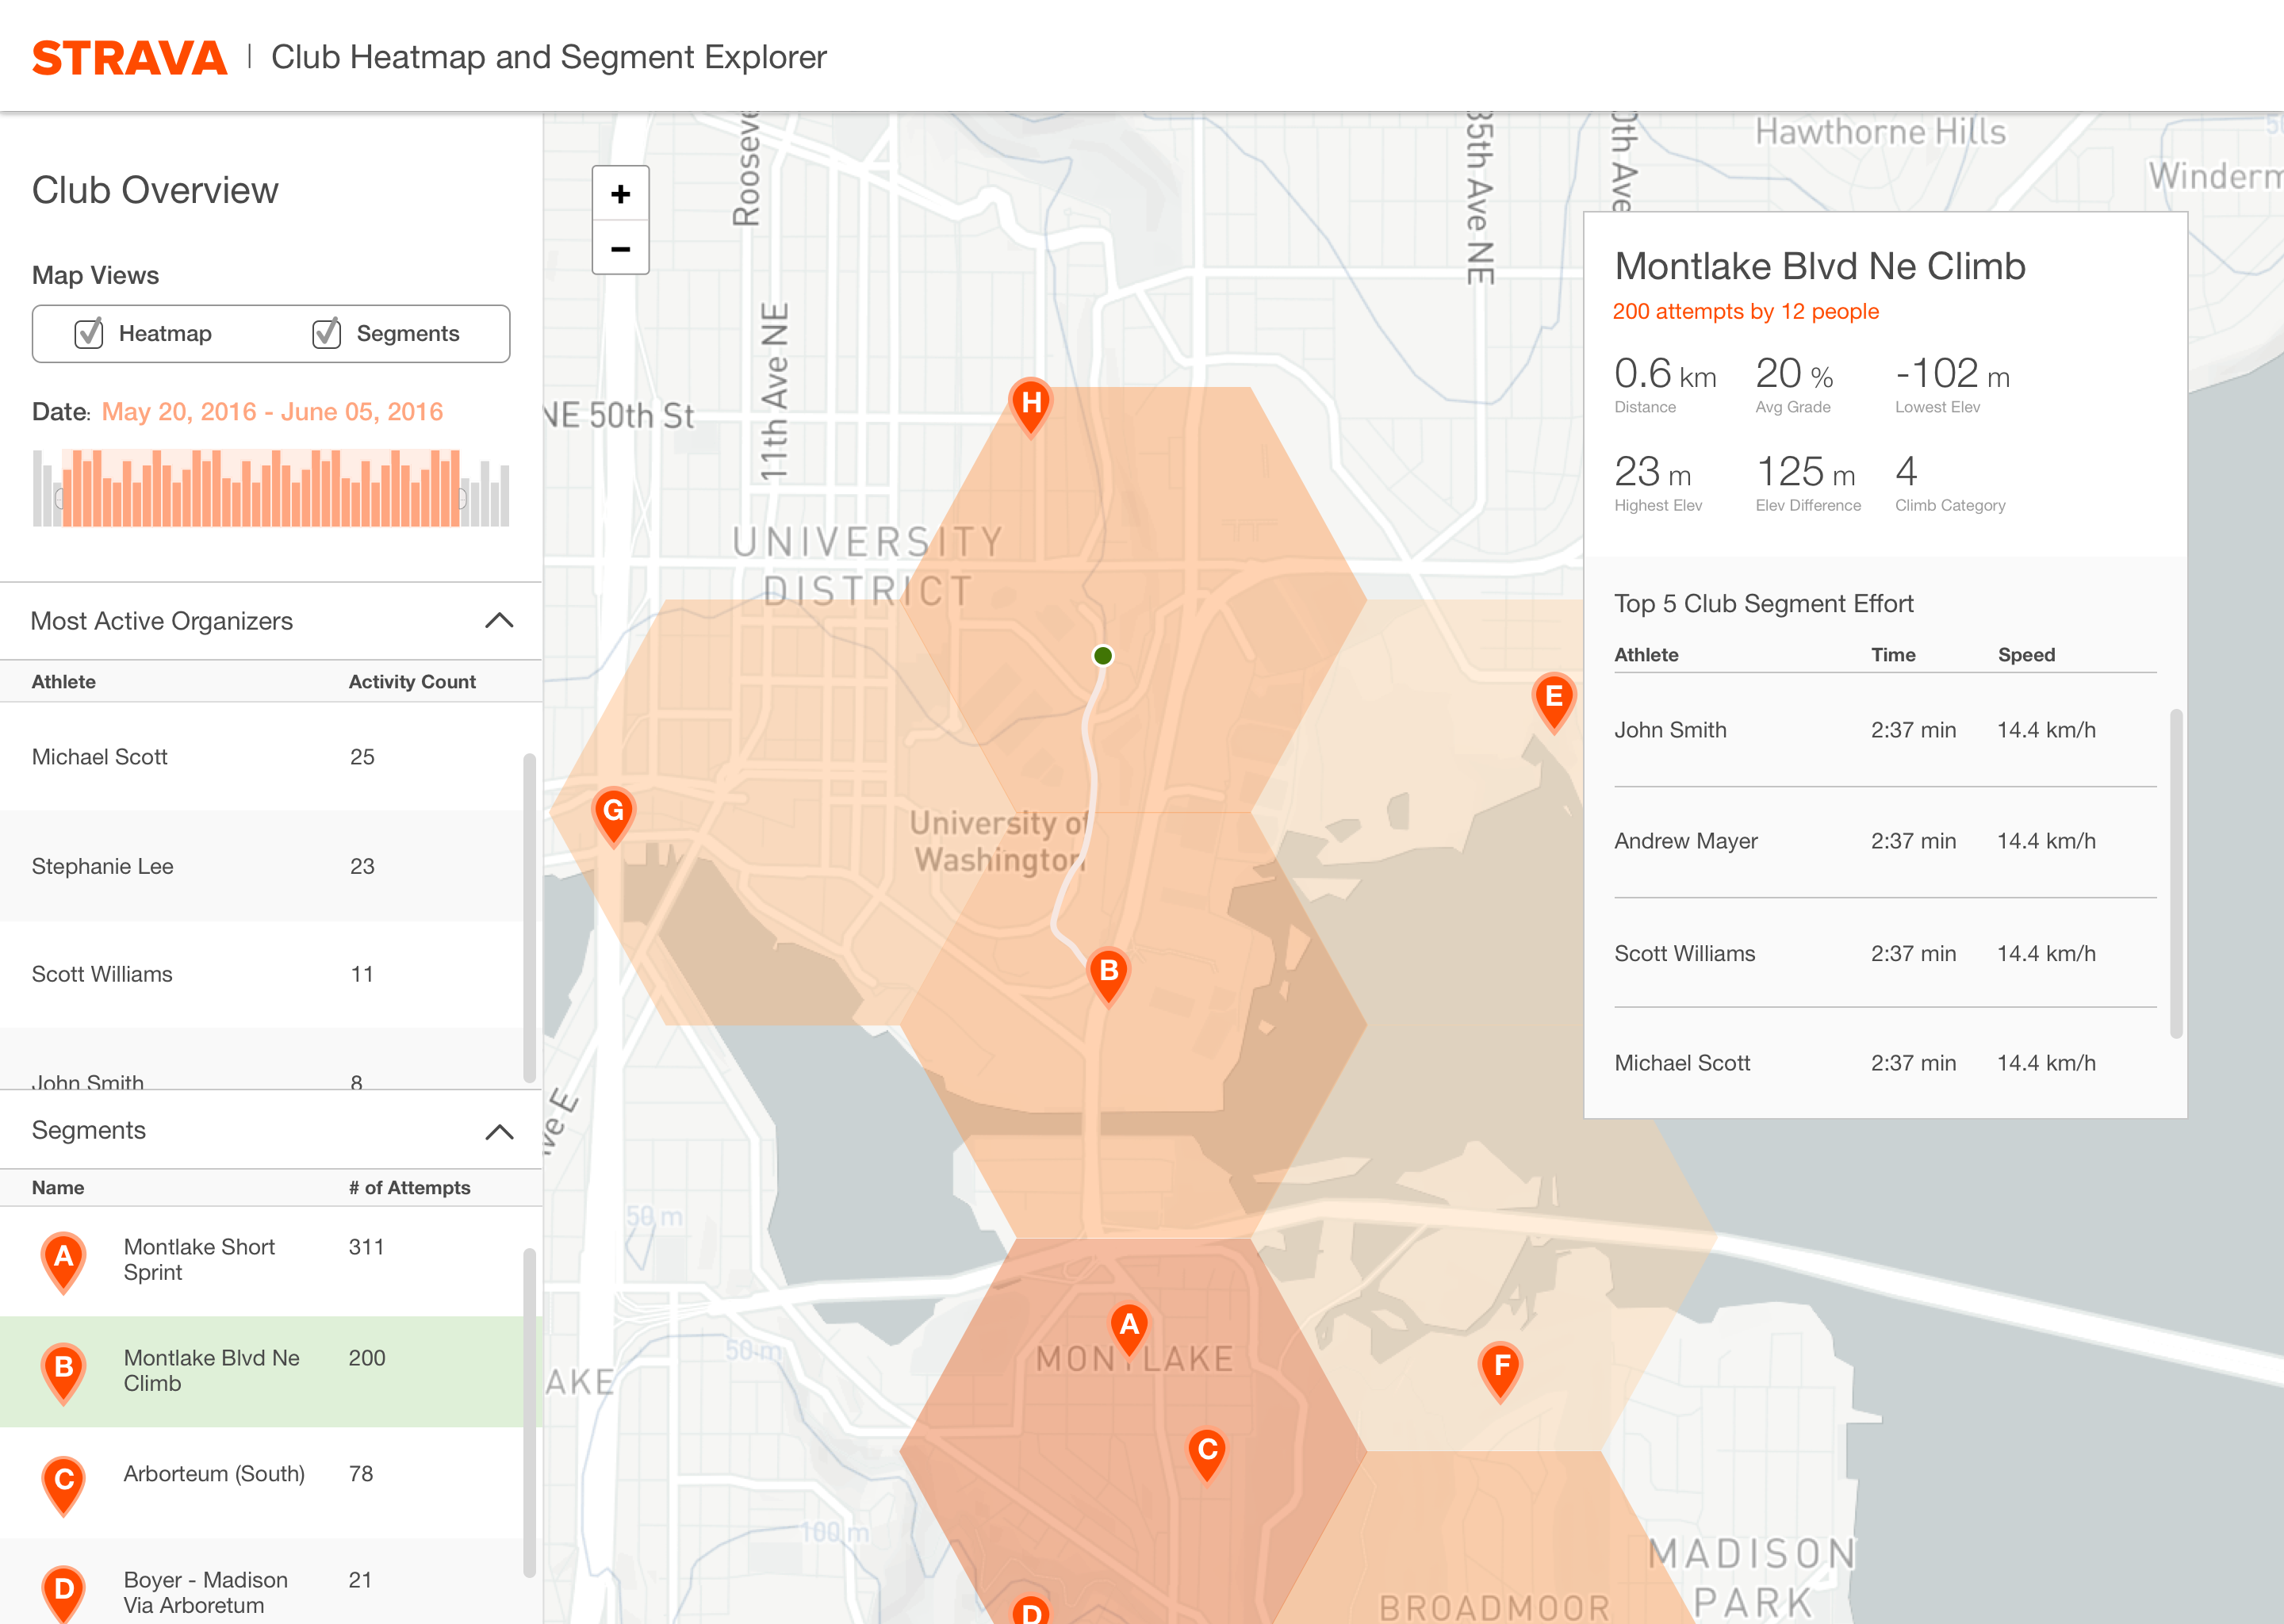 STRAVA | Club Heatmap and Segment Explorer
Club Overview
Map Views
Heatmap
Segments
Date: May 20, 2016 - June 05, 2016
Most Active Organizers
Athlete Activity Count
Michael Scott 25
Stephanie Lee 23
Scott Williams 11
John Smith 8
Segments
Name # of Attempts
A Montlake Short
Sprint 311
B Montlake Blvd Ne
Climb 200
C Arborteum (South) 78
D Boyer - Madison
Via Arboretum 21
+
−
Roosev
35th Ave NE
0th Ave
Hawthorne Hills
Winderm
11th Ave NE
NE 50th St
H
UNIVERSITY
DISTRICT
E
G
University of
Washington
B
ve E
50 m
A
MONTLAKE
50 m
AKE
F
C
100 m
MADISON
PARK
BROADMOOR
D
Montlake Blvd Ne Climb
200 attempts by 12 people
0.6 km 20 % -102 m
Distance Avg Grade Lowest Elev
23 m 125 m 4
Highest Elev Elev Difference Climb Category
Top 5 Club Segment Effort
Athlete Time Speed
John Smith 2:37 min 14.4 km/h
Andrew Mayer 2:37 min 14.4 km/h
Scott Williams 2:37 min 14.4 km/h
Michael Scott 2:37 min 14.4 km/h